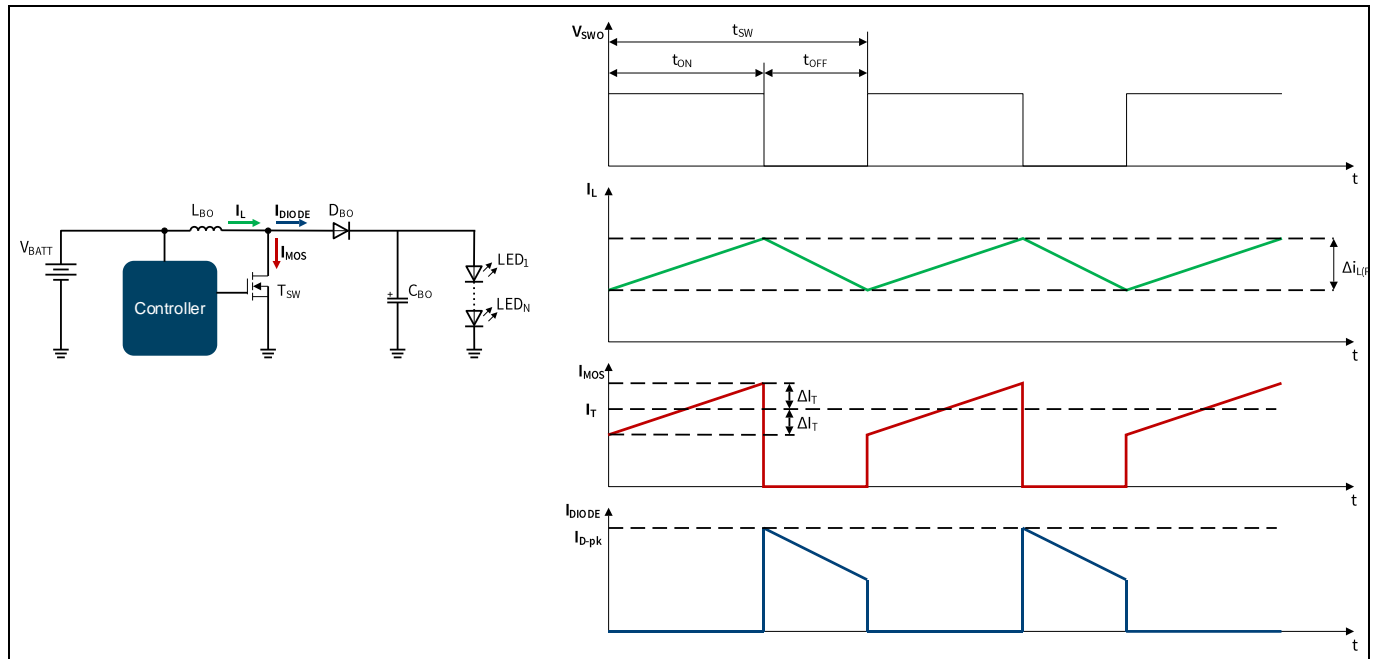 V_BATT
L_BO
I_L
I_DIODE
D_BO
I_MOS
Controller
T_SW
C_BO
LED_1
LED_N
V_SWO
t_SW
t_ON
t_OFF
t
I_L
t
I_MOS
I_T
ΔI_T
ΔI_T
t
I_DIODE
I_D-pk
t